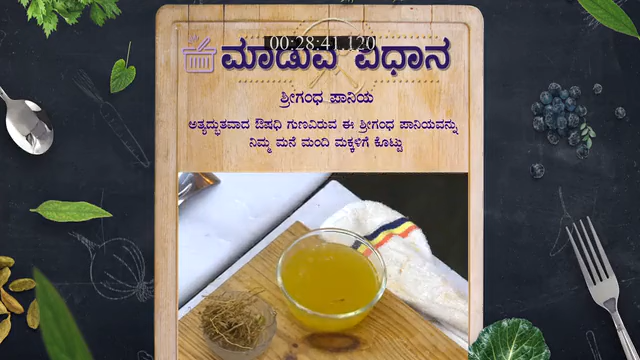 00:28:41.120
ಮಾಡುವ ವಿಧಾನ
ಶ್ರೀಗಂಧ ಪಾನಿಯ
ಅತ್ಯದ್ಭುತವಾದ ಔಷಧಿ ಗುಣವಿರುವ ಈ ಶ್ರೀಗಂಧ ಪಾನಿಯವನ್ನು
ನಿಮ್ಮ ಮನೆ ಮಂದಿ ಮಕ್ಕಳಿಗೆ ಕೊಟ್ಟು